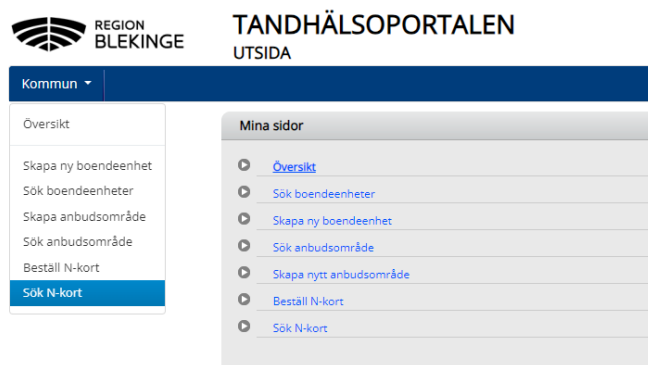 REGION
BLEKINGE
TANDHÄLSOPORTALEN
UTSIDA
Kommun
Översikt
Skapa ny boendeenhet
Sök boendeenheter
Skapa anbudsområde
Sök anbudsområde
Beställ N-kort
Sök N-kort
Mina sidor
Översikt
Sök boendeenheter
Skapa ny boendeenhet
Sök anbudsområde
Skapa nytt anbudsområde
Beställ N-kort
Sök N-kort